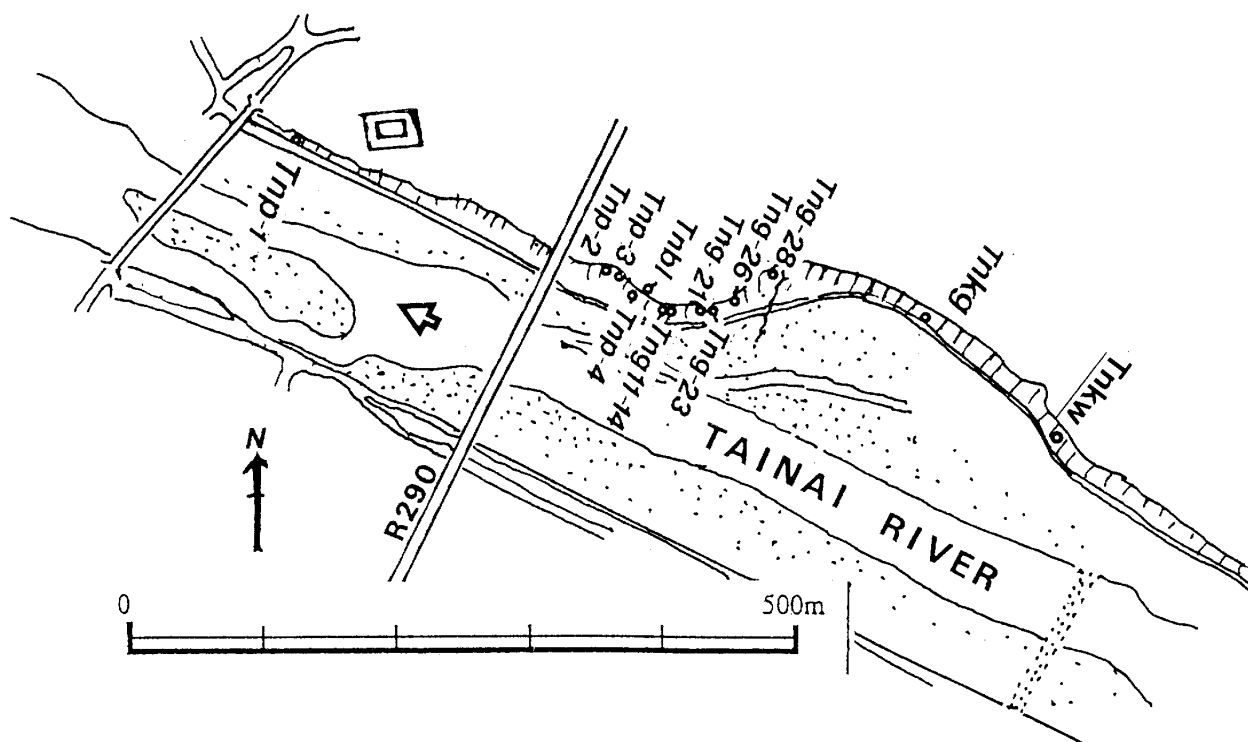 Tnp-1
Tnp-2
Tnp-3
Tnbl
Tng-21
Tng-26
Tng-28
Tnp-4
Tng11-14
Tng-23
Tnkg
Tnkw
TAINAI RIVER
R290
N
0 500m